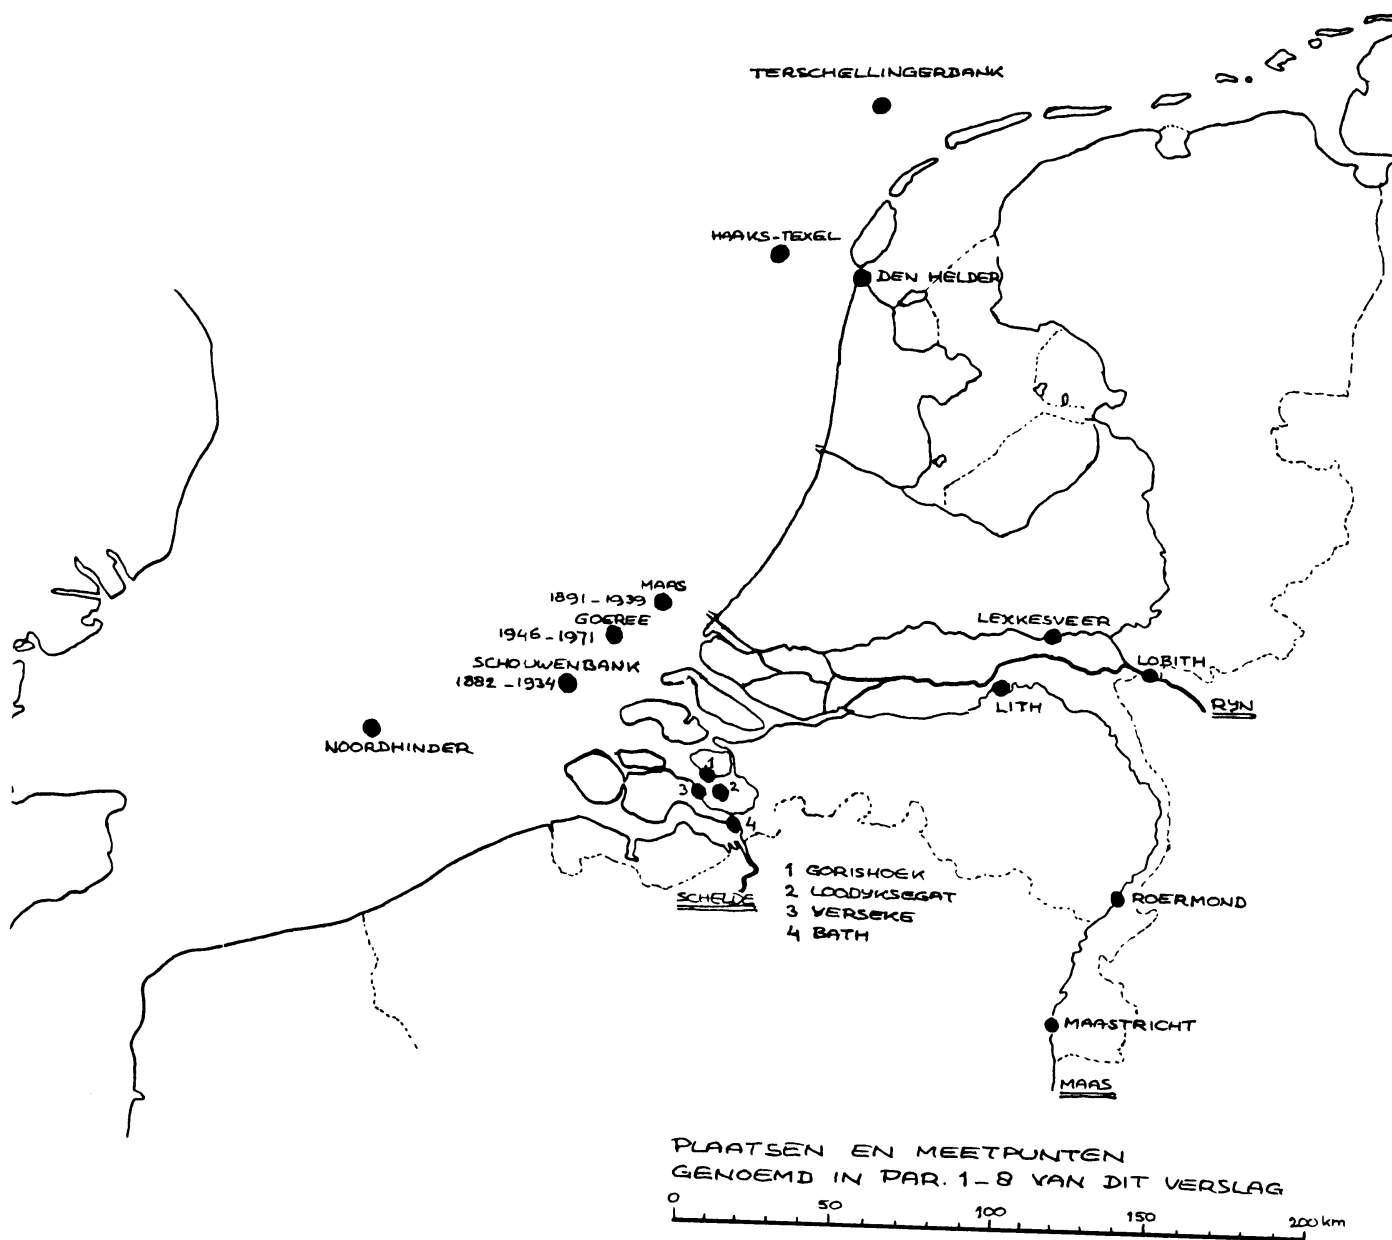 TERSCHELLINGERBANK
HAAKS-TEXEL
DEN HELDER
MAAS
1891-1939
GOEREE
1946-1971
SCHOUWENBANK
1882-1934
NOORDHINDER
LEXKESVEER
LOBITH
LITH
RYN
1
3
2
4
SCHELDE
1 GORISHOEK
2 LOODYKSEGAT
3 YERSEKE
4 BATH
ROERMOND
MAASTRICHT
MAAS
PLAATSEN EN MEETPUNTEN
GENOEMD IN PAR. 1-8 VAN DIT VERSLAG
0 50 100 150 200 km